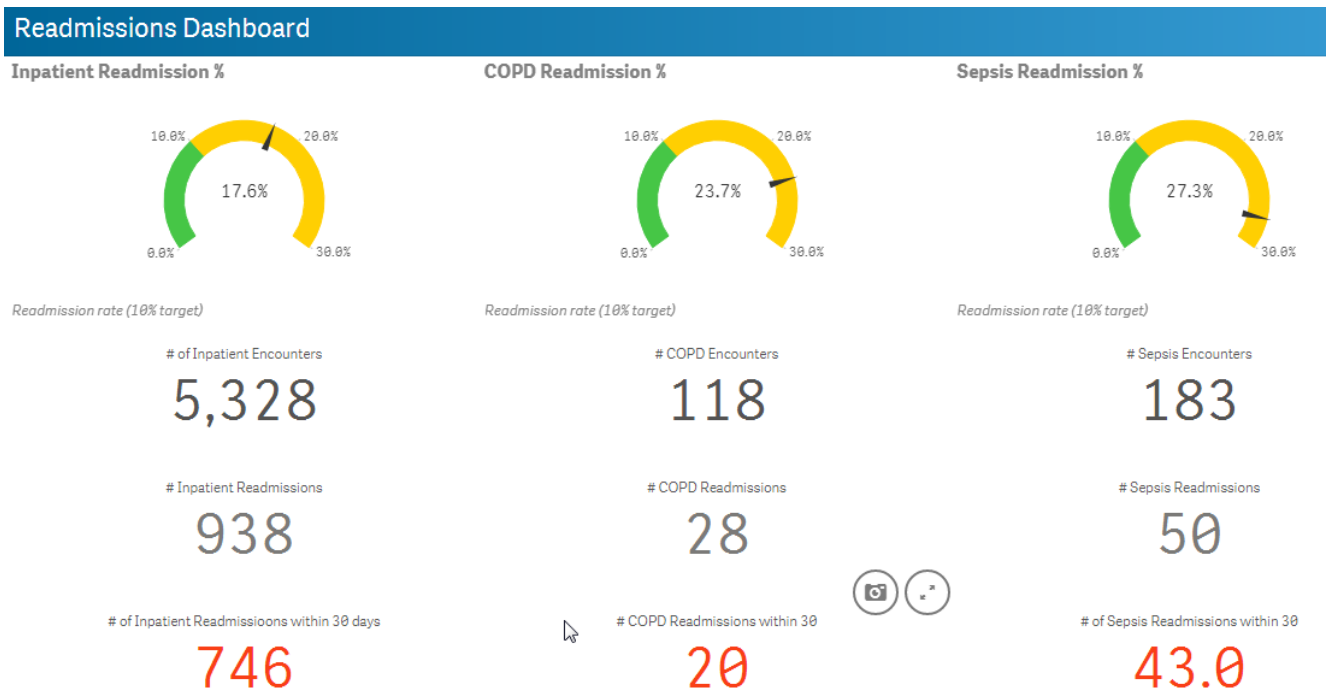 Readmissions Dashboard
Inpatient Readmission %
COPD Readmission %
Sepsis Readmission %
10.0%
20.0%
17.6%
0.0%
30.0%
10.0%
20.0%
23.7%
0.0%
30.0%
10.0%
20.0%
27.3%
0.0%
30.0%
Readmission rate (10% target)
Readmission rate (10% target)
Readmission rate (10% target)
# of Inpatient Encounters
# COPD Encounters
# Sepsis Encounters
5,328
118
183
# Inpatient Readmissions
# COPD Readmissions
# Sepsis Readmissions
938
28
50
# of Inpatient Readmissioons within 30 days
# COPD Readmissions within 30
# of Sepsis Readmissions within 30
746
20
43.0